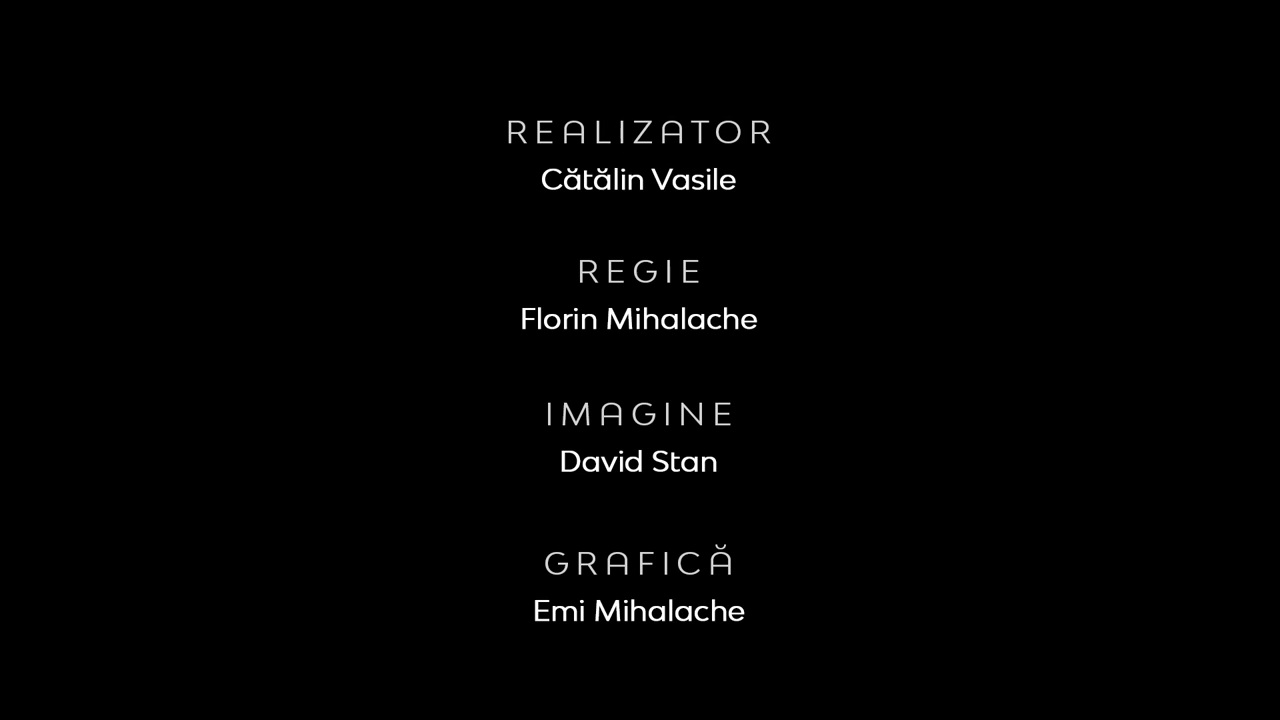 REALIZATOR
Cătălin Vasile
REGIE
Florin Mihalache
IMAGINE
David Stan
GRAFICĂ
Emi Mihalache